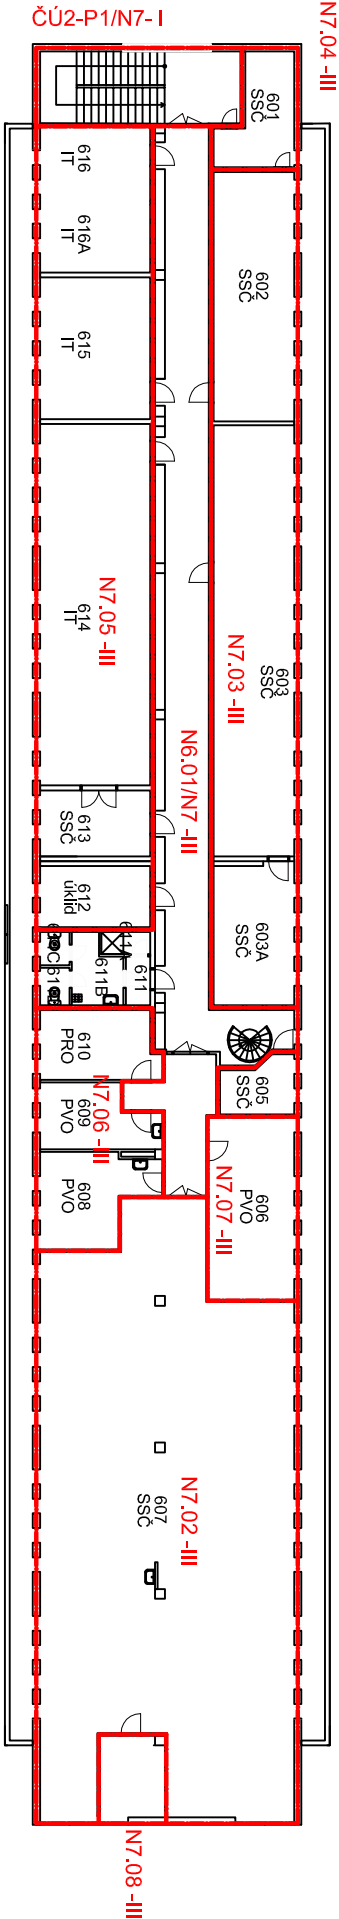 ČÚ2-P1/N7- I
N7.04 -III
601
SSČ
616
IT
616A
IT
602
SSČ
615
IT
N7.05 -III
614
IT
603
SSČ
N7.03 -III
N6.01/N7 -III
613
SSČ
612
úklid
603A
SSČ
611
611B
610
PRO
605
SSČ
N7.06 -III
609
PVO
608
PVO
606
PVO
N7.07 -III
607
SSČ
N7.02 -III
N7.08 -III